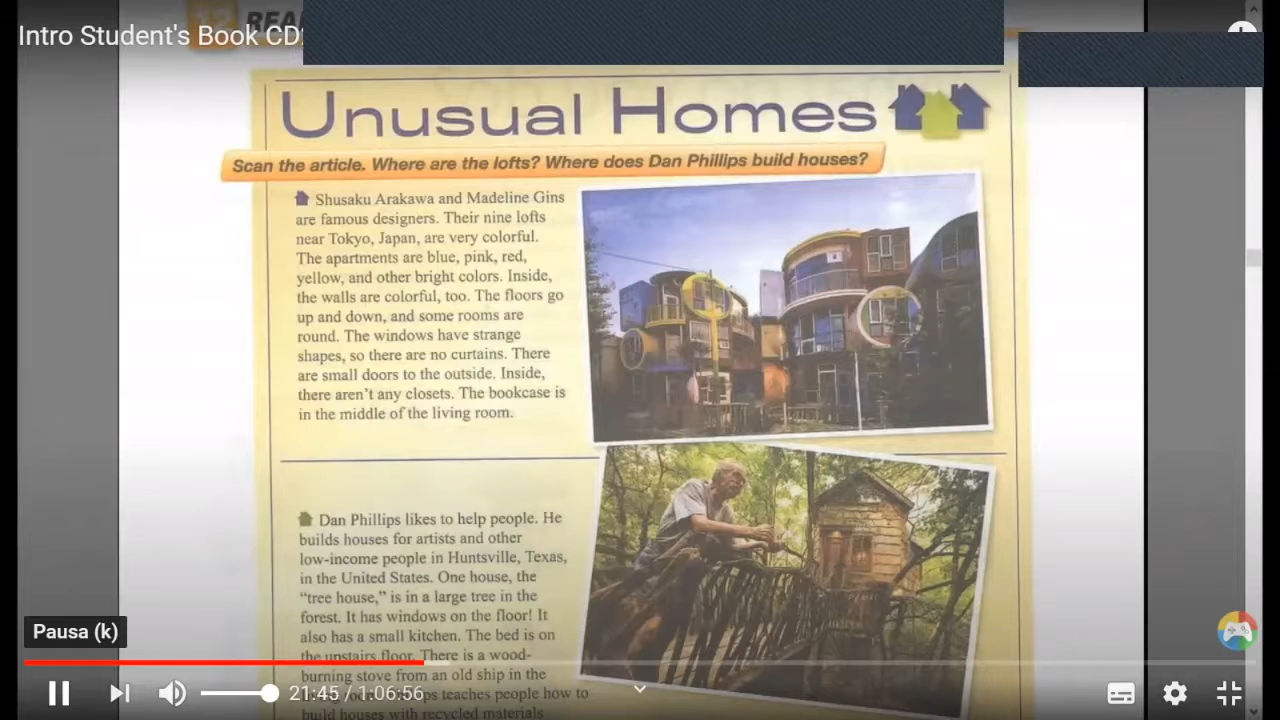 Intro Student's Book CD
Unusual Homes
Scan the article. Where are the lofts? Where does Dan Phillips build houses?
Shusaku Arakawa and Madeline Gins
are famous designers. Their nine lofts
near Tokyo, Japan, are very colorful.
The apartments are blue, pink, red,
yellow, and other bright colors. Inside,
the walls are colorful, too. The floors go
up and down, and some rooms are
round. The windows have strange
shapes, so there are no curtains. There
are small doors to the outside. Inside,
there aren't any closets. The bookcase is
in the middle of the living room.
Dan Phillips likes to help people. He
builds houses for artists and other
low-income people in Huntsville, Texas,
in the United States. One house, the
"tree house," is in a large tree in the
forest. It has windows on the floor! It
also has a small kitchen. The bed is on
the upstairs floor. There is a wood-
burning stove from an old ship in the
teaches people how to
build houses with recycled materials
Pausa (k)
21:45 / 1:06:56